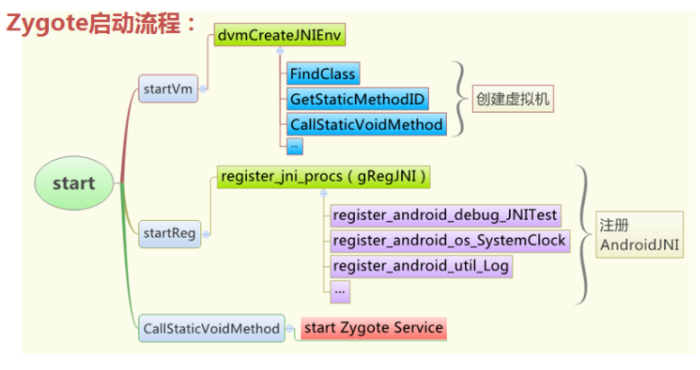 Zygote启动流程：
dvmCreateJNIEnv
startVm
FindClass
GetStaticMethodID
CallStaticVoidMethod
...
创建虚拟机
start
register_jni_procs（gRegJNI）
startReg
register_android_debug_JNITest
register_android_os_SystemClock
register_android_util_Log
...
注册
AndroidJNI
CallStaticVoidMethod
start Zygote Service